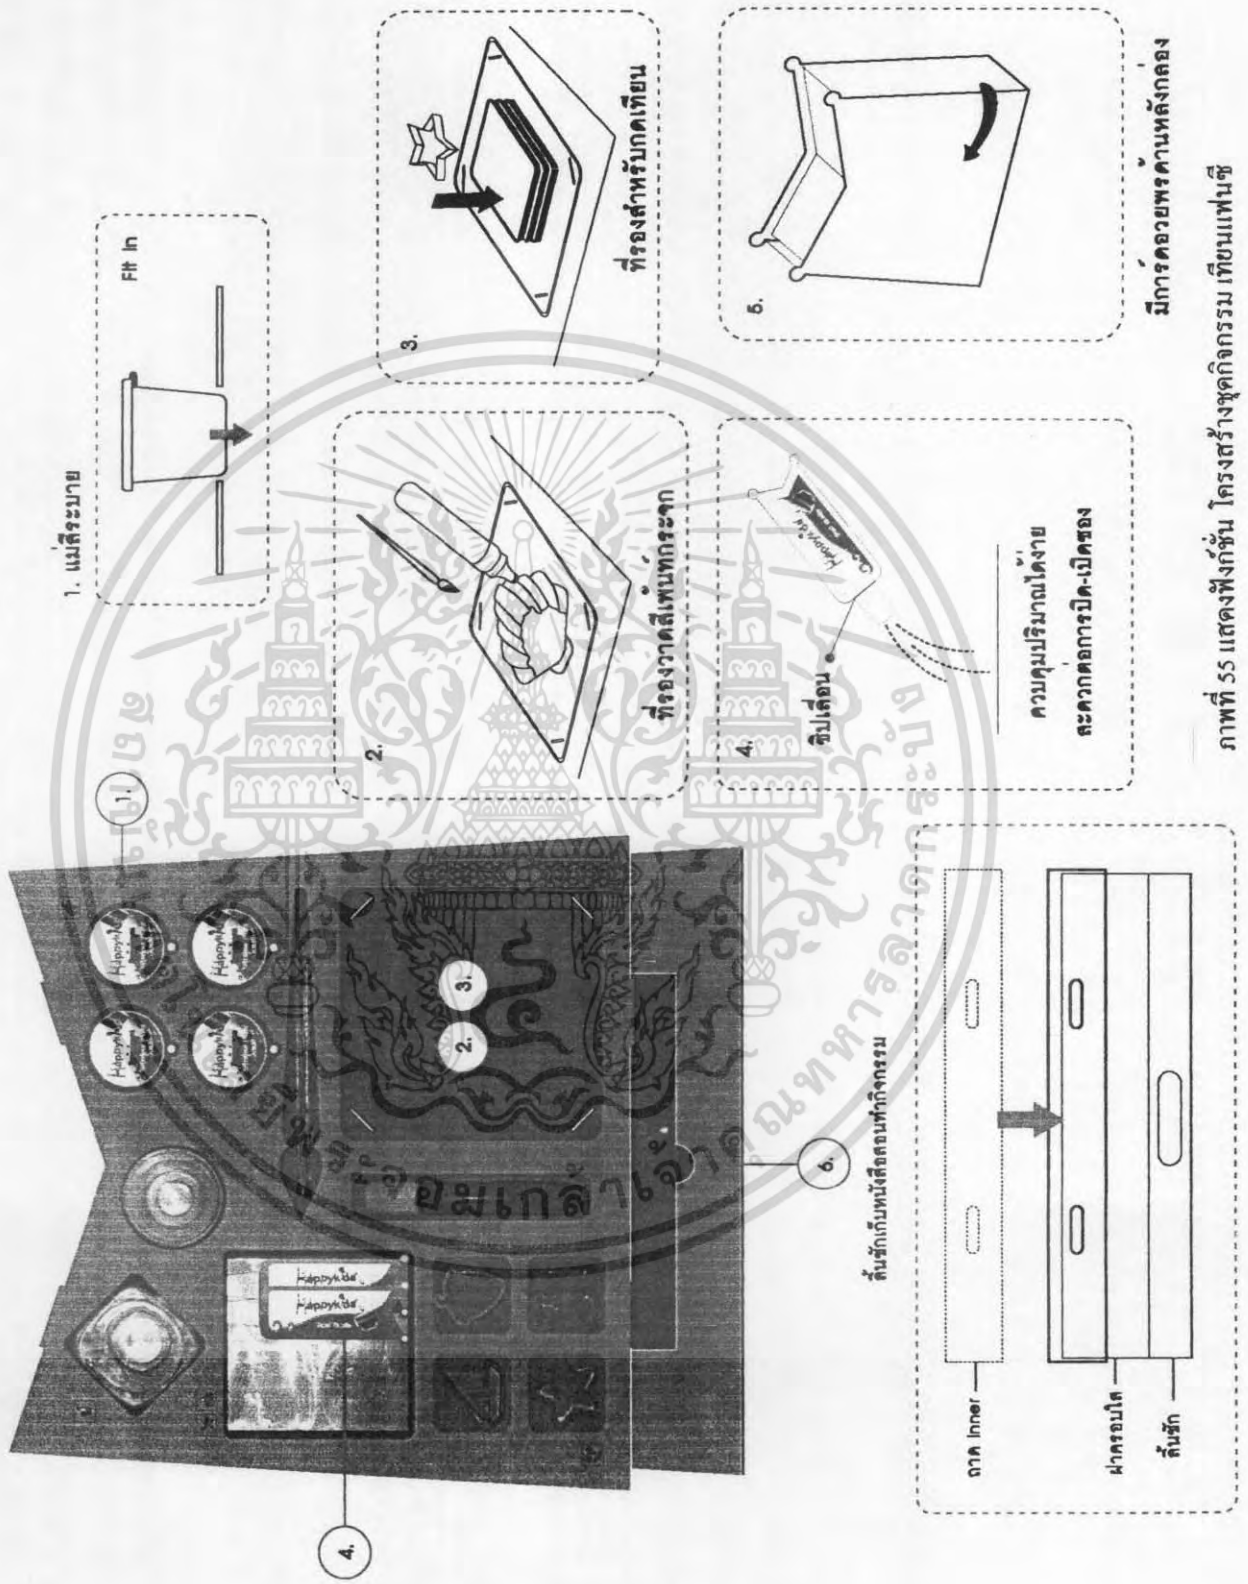 1.
1. แม่สีระบาย
Fit In
2.
3.
2.
ที่รองวาดสีเพ้นท์กระจก
3.
ที่รองสำหรับกดเทียน
4.
Happykids
Happykids
Happykids
Happykids
Happykids
Happykids
4.
ซิปเลื่อน
Happykids
ควบคุมปริมาณได้ง่าย
สะดวกต่อการปิด-เปิดซอง
5.
มีการ์ดอวยพรด้านหลังกล่อง
6.
ลิ้นชักเก็บหนังสือสอนทำกิจกรรม
ถาด Inner
ฝาครอบใส
ลิ้นชัก
ภาพที่ 55 แสดงฟังก์ชั่น โครงสร้างชุดกิจกรรม เทียนแฟนซี